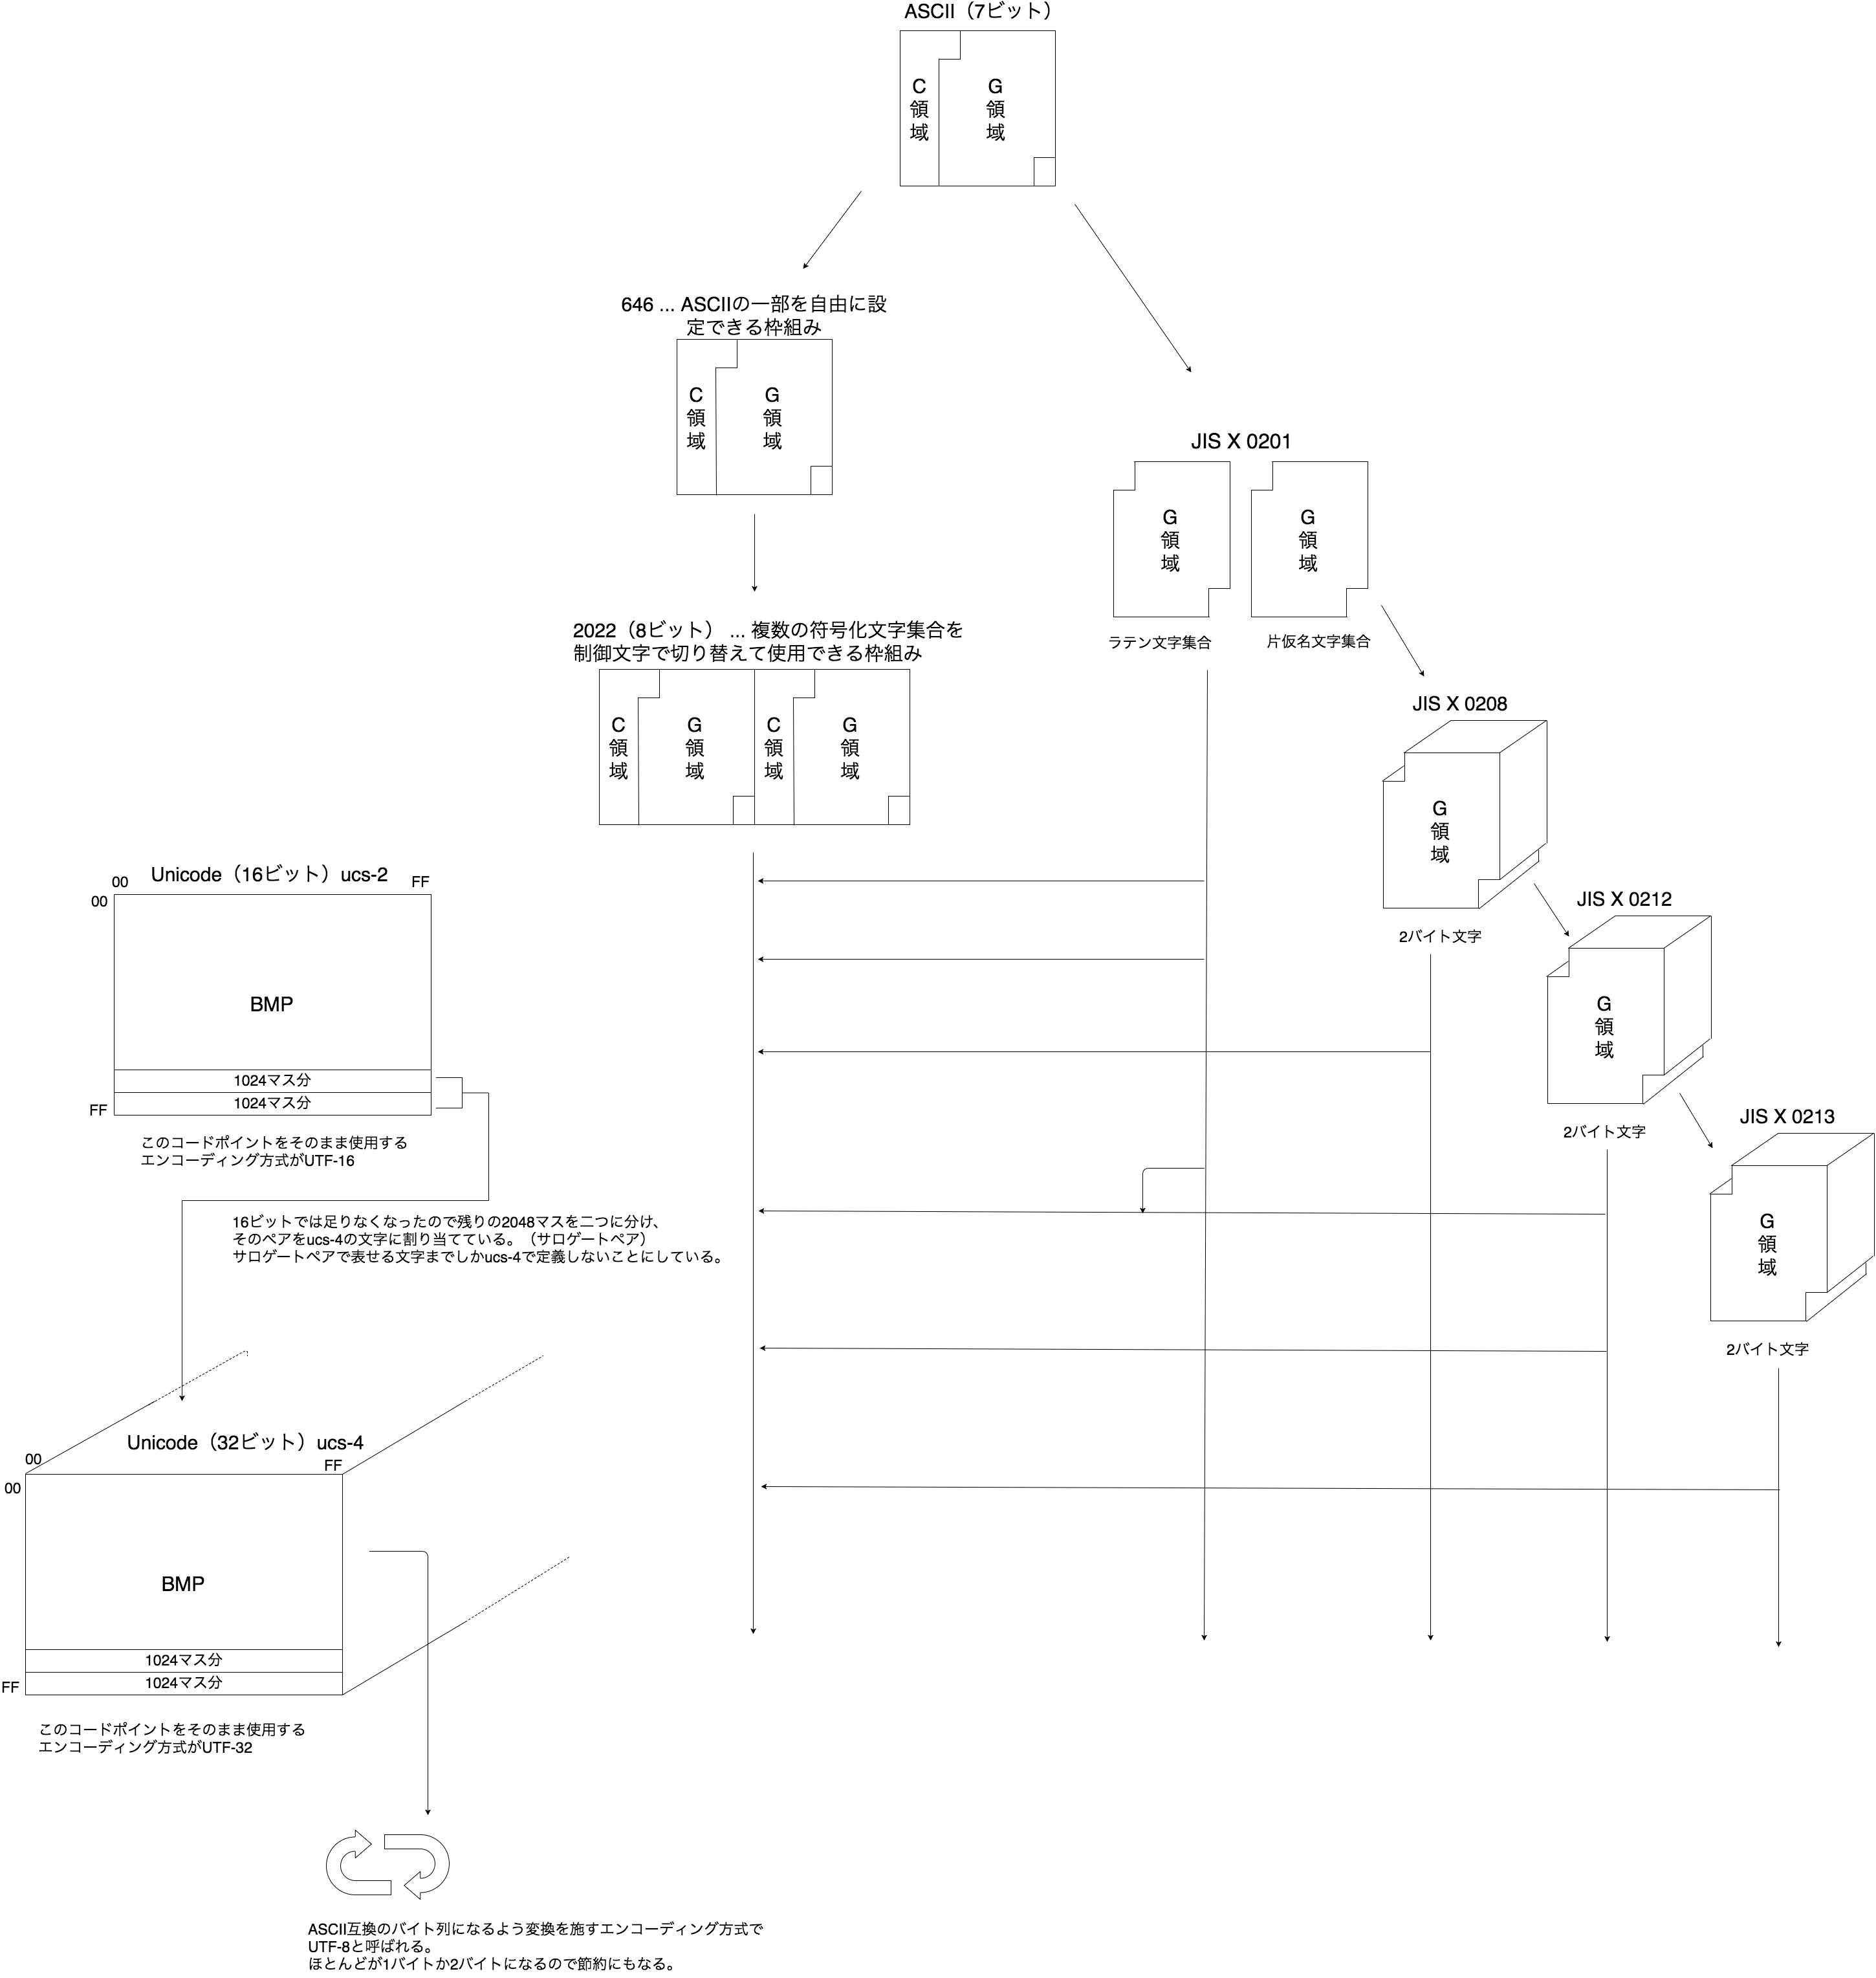 ASCII（7ビット）
C
領
域
G
領
域
646 ... ASCIIの一部を自由に設
定できる枠組み
C
領
域
G
領
域
JIS X 0201
G
領
域
G
領
域
ラテン文字集合
片仮名文字集合
2022（8ビット） ... 複数の符号化文字集合を
制御文字で切り替えて使用できる枠組み
C
領
域
G
領
域
C
領
域
G
領
域
JIS X 0208
G
領
域
2バイト文字
JIS X 0212
G
領
域
2バイト文字
JIS X 0213
G
領
域
2バイト文字
Unicode（16ビット）ucs-2
00
FF
00
BMP
1024マス分
1024マス分
FF
このコードポイントをそのまま使用する
エンコーディング方式がUTF-16
16ビットでは足りなくなったので残りの2048マスを二つに分け、
そのペアをucs-4の文字に割り当てている。（サロゲートペア）
サロゲートペアで表せる文字までしかucs-4で定義しないことにしている。
Unicode（32ビット）ucs-4
00
FF
00
BMP
1024マス分
1024マス分
FF
このコードポイントをそのまま使用する
エンコーディング方式がUTF-32
ASCII互換のバイト列になるよう変換を施すエンコーディング方式で
UTF-8と呼ばれる。
ほとんどが1バイトか2バイトになるので節約にもなる。